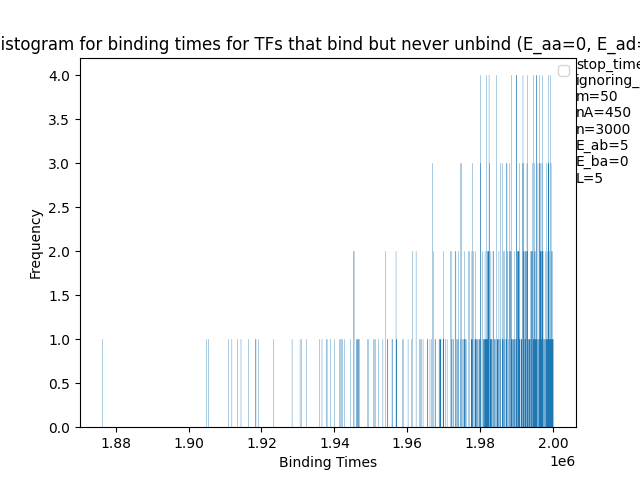 istogram for binding times for TFs that bind but never unbind (E_aa=0, E_ad=
stop_time
ignoring_
m=50
nA=450
n=3000
E_ab=5
E_ba=0
L=5
Frequency
4.0
3.5
3.0
2.5
2.0
1.5
1.0
0.5
0.0
1.88
1.90
1.92
1.94
1.96
1.98
2.00
1e6
Binding Times